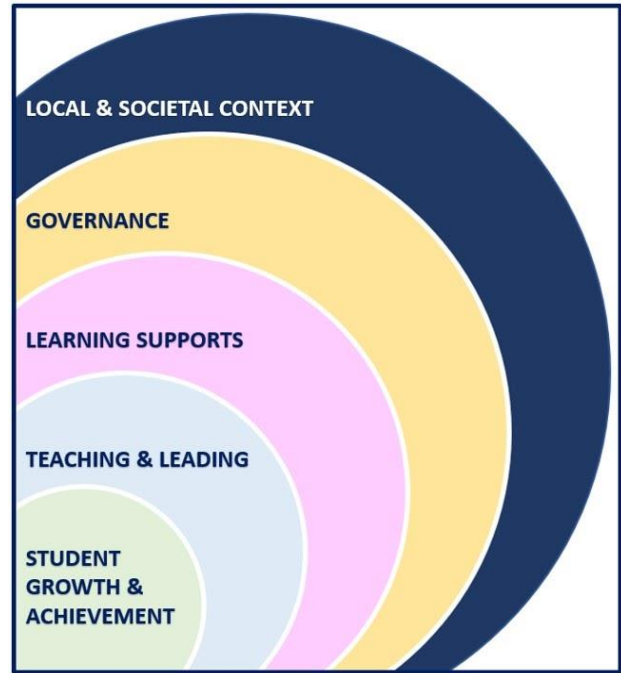 LOCAL & SOCIETAL CONTEXT
GOVERNANCE
LEARNING SUPPORTS
TEACHING & LEADING
STUDENT
GROWTH &
ACHIEVEMENT